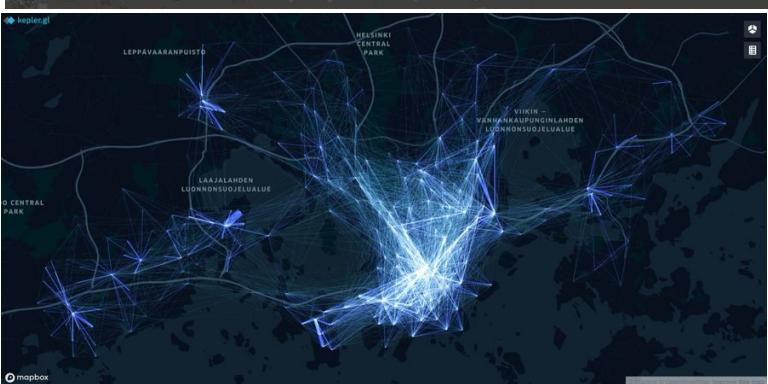 kepler.gl
HELSINKI
CENTRAL
PARK
LEPPÄVAARANPUISTO
VIIKIN –
VANHANKAUPUNGINLAHDEN
LUONNONSUOJELUALUE
LAAJALAHDEN
LUONNONSUOJELUALUE
O CENTRAL
PARK
mapbox